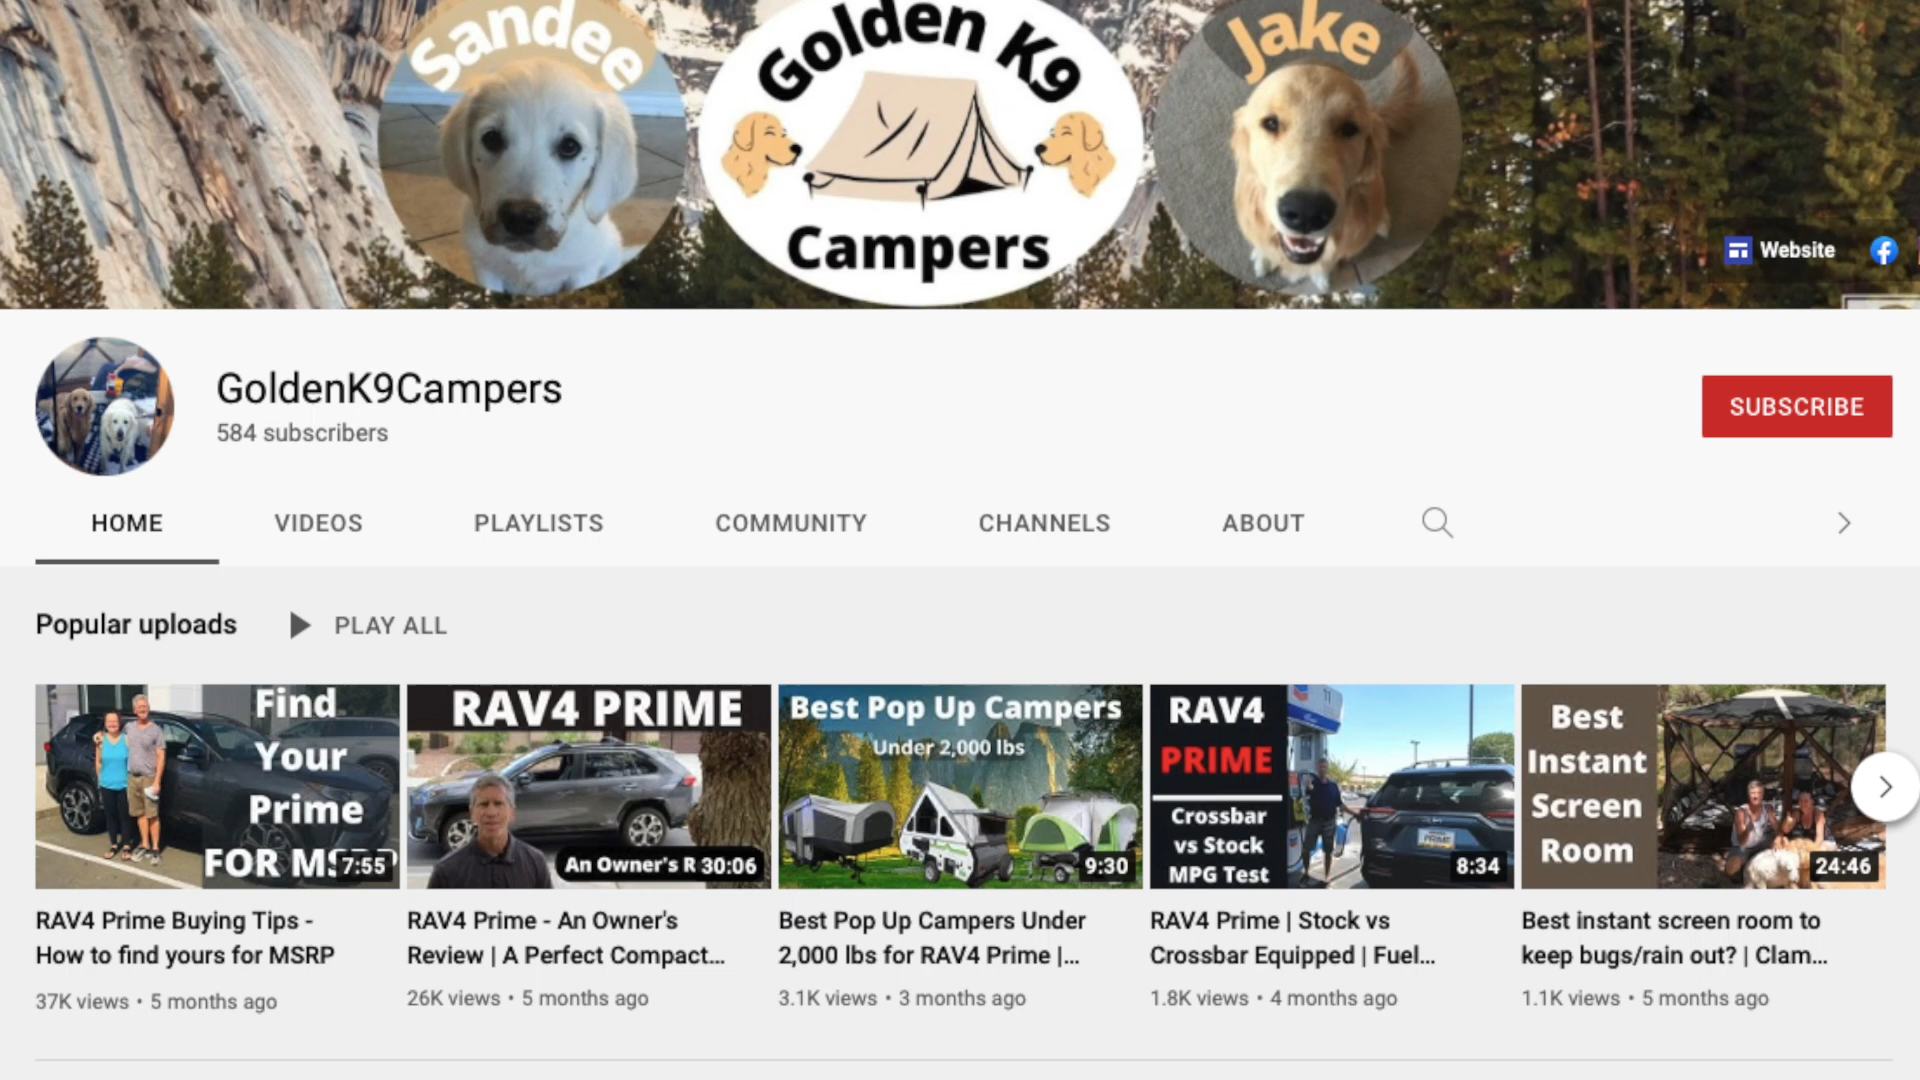 Sandee
Golden K9
Campers
Jake
Website
GoldenK9Campers
584 subscribers
SUBSCRIBE
HOME
VIDEOS
PLAYLISTS
COMMUNITY
CHANNELS
ABOUT
Popular uploads
PLAY ALL
Find
Your
Prime
FOR MSRP
7:55
RAV4 Prime Buying Tips -
How to find yours for MSRP
37K views • 5 months ago
RAV4 PRIME
An Owner's R
30:06
RAV4 Prime - An Owner's
Review | A Perfect Compact...
26K views • 5 months ago
Best Pop Up Campers
Under 2,000 lbs
9:30
Best Pop Up Campers Under
2,000 lbs for RAV4 Prime |...
3.1K views • 3 months ago
RAV4
PRIME
Crossbar
vs Stock
MPG Test
PRIME
8:34
RAV4 Prime | Stock vs
Crossbar Equipped | Fuel...
1.8K views • 4 months ago
Best
Instant
Screen
Room
24:46
Best instant screen room to
keep bugs/rain out? | Clam...
1.1K views • 5 months ago